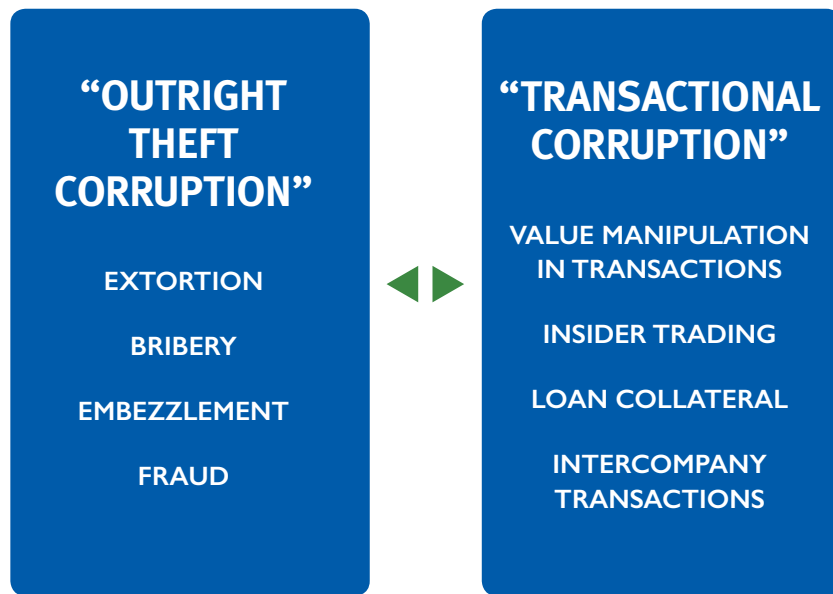 “OUTRIGHT
THEFT
CORRUPTION”
EXTORTION
BRIBERY
EMBEZZLEMENT
FRAUD
“TRANSACTIONAL
CORRUPTION”
VALUE MANIPULATION
IN TRANSACTIONS
INSIDER TRADING
LOAN COLLATERAL
INTERCOMPANY
TRANSACTIONS